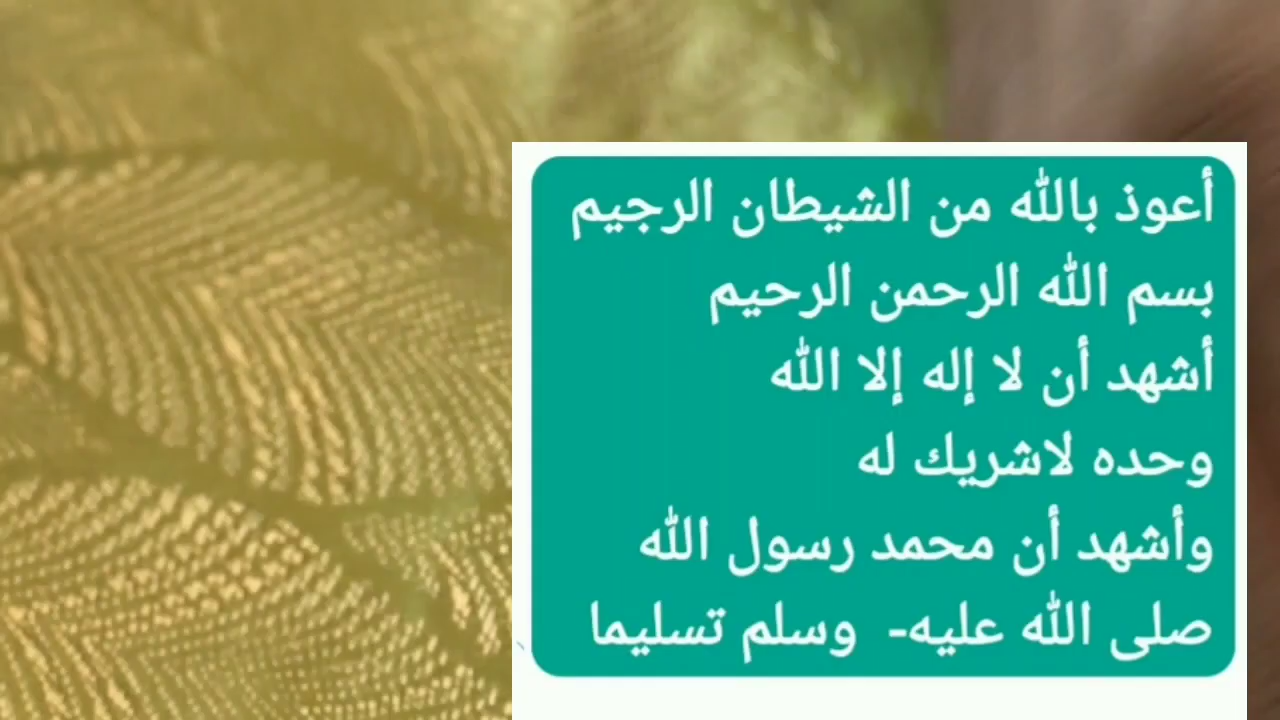 أعوذ بالله من الشيطان الرجيم
بسم الله الرحمن الرحيم
أشهد أن لا إله إلا الله
وحده لاشريك له
وأشهد أن محمد رسول الله
صلى الله عليه- وسلم تسليما